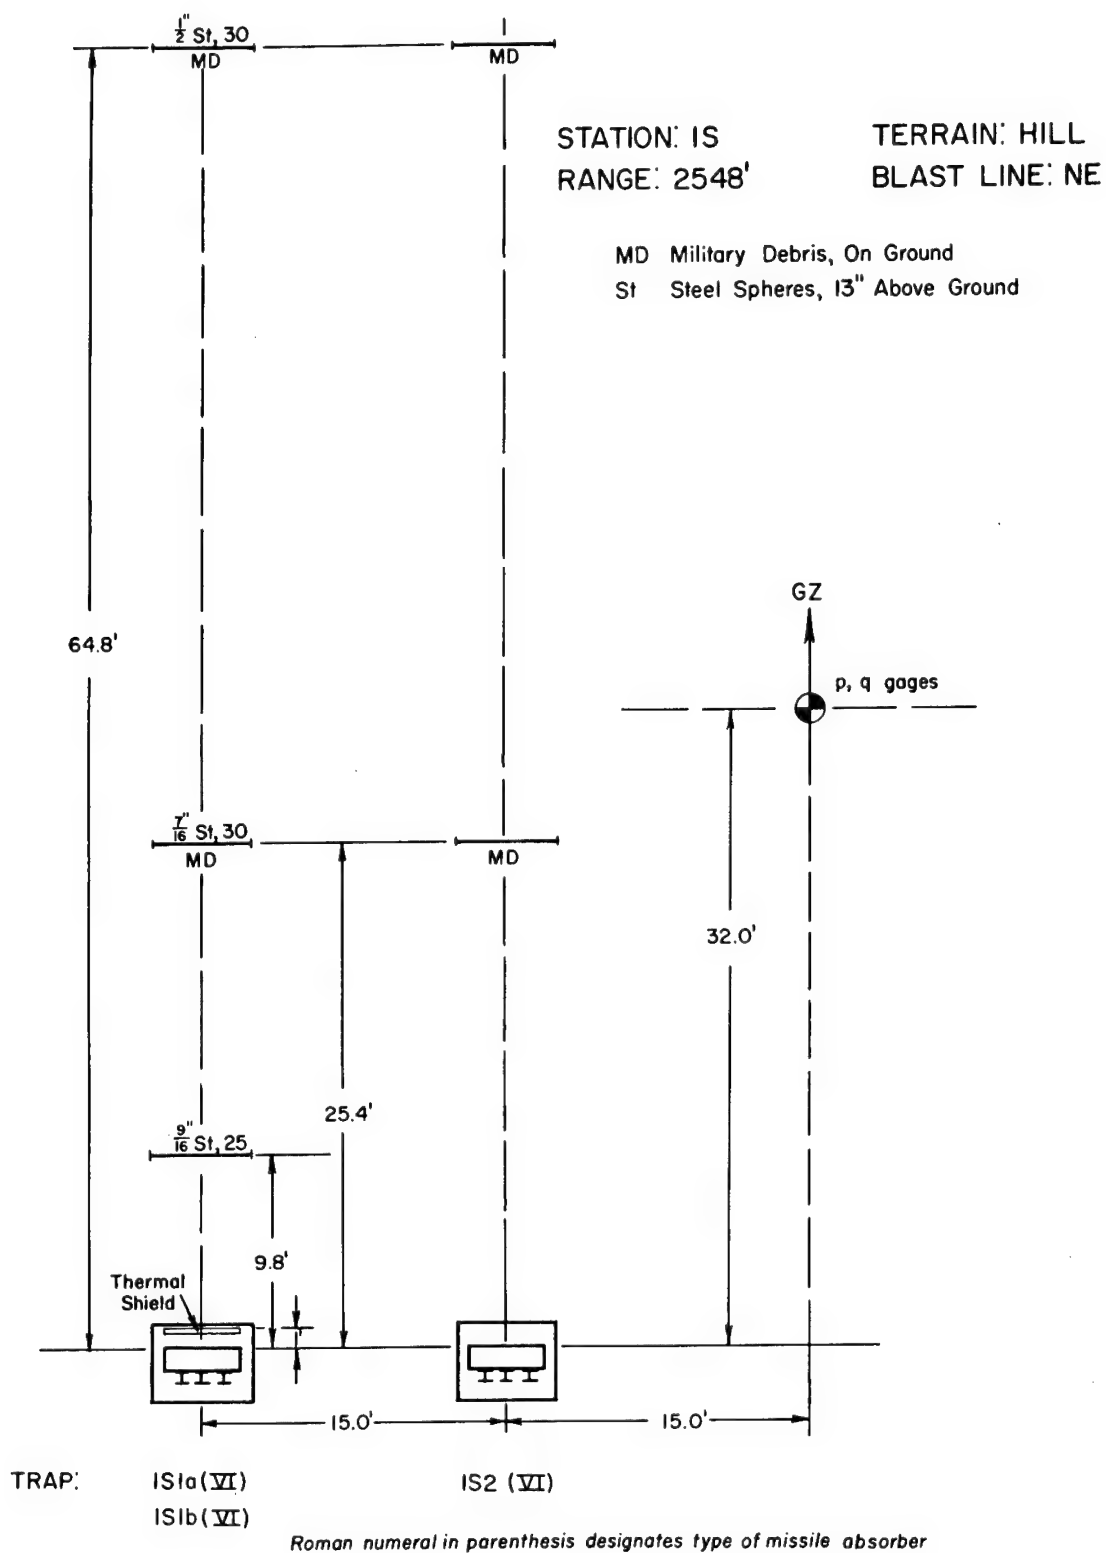 1/2" St, 30
MD
MD
STATION: IS
TERRAIN: HILL
RANGE: 2548'
BLAST LINE: NE
MD Military Debris, On Ground
St Steel Spheres, 13" Above Ground
GZ
64.8'
p, q gages
7/16" St, 30
MD
MD
32.0'
25.4'
9/16" St, 25
9.8'
Thermal
Shield
1'
15.0'
15.0'
TRAP:
IS1a (VI)
IS2 (VI)
IS1b (VI)
Roman numeral in parenthesis designates type of missile absorber